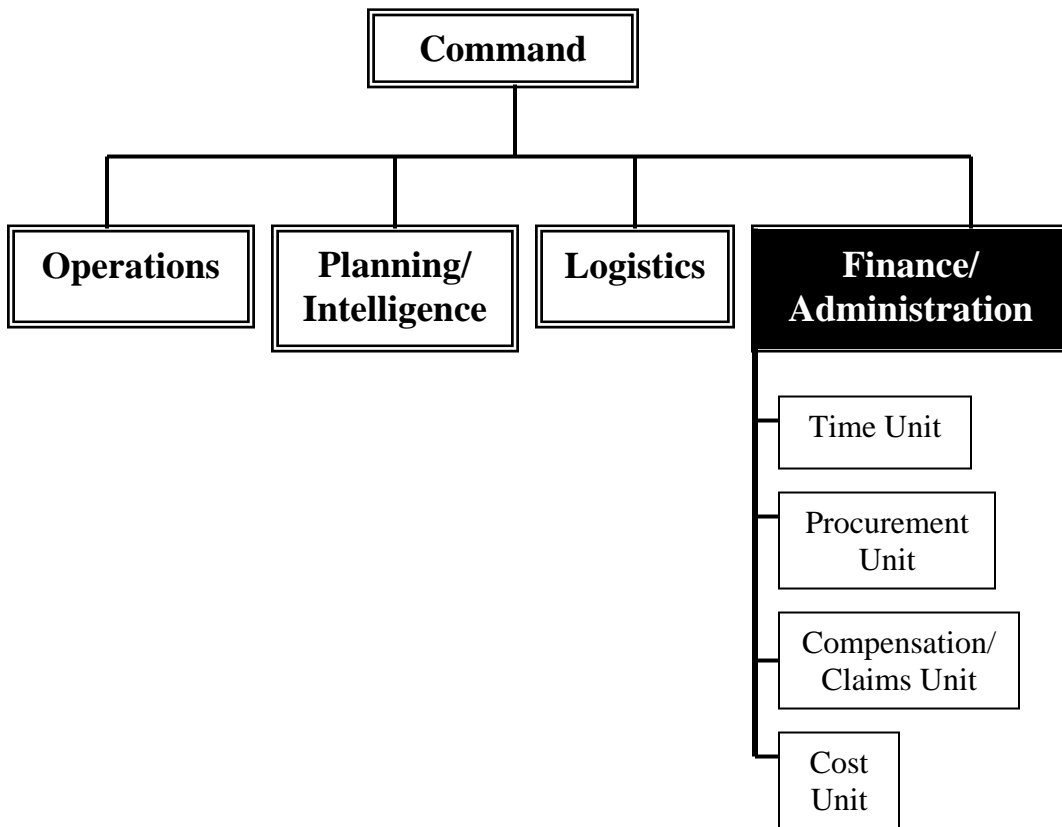 Command
Operations
Planning/
Intelligence
Logistics
Finance/
Administration
Time Unit
Procurement
Unit
Compensation/
Claims Unit
Cost
Unit